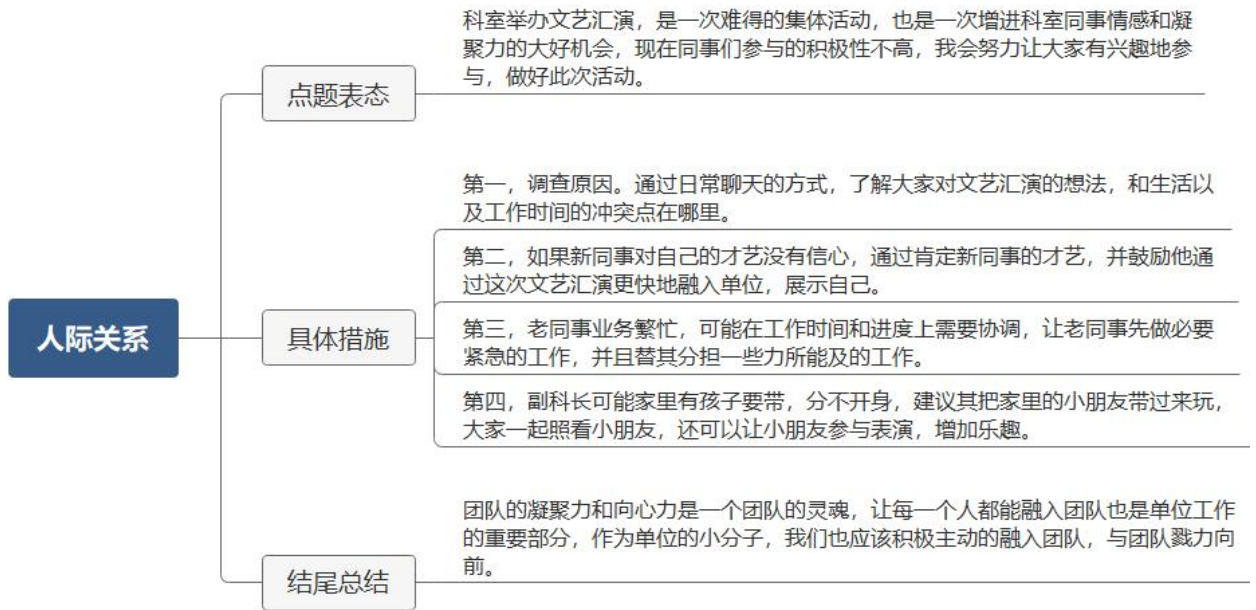 科室举办文艺汇演，是一次难得的集体活动，也是一次增进科室同事情感和凝
聚力的大好机会，现在同事们参与的积极性不高，我会努力让大家有兴趣地参
与，做好此次活动。
点题表态
第一，调查原因。通过日常聊天的方式，了解大家对文艺汇演的想法，和生活以
及工作时间的冲突点在哪里。
第二，如果新同事对自己的才艺没有信心，通过肯定新同事的才艺，并鼓励他通
过这次文艺汇演更快地融入单位，展示自己。
人际关系
具体措施
第三，老同事业务繁忙，可能在工作时间和进度上需要协调，让老同事先做必要
紧急的工作，并且替其分担一些力所能及的工作。
第四，副科长可能家里有孩子要带，分不开身，建议其把家里的小朋友带过来玩，
大家一起照看小朋友，还可以让小朋友参与表演，增加乐趣。
团队的凝聚力和向心力是一个团队的灵魂，让每一个人都能融入团队也是单位工作
的重要部分，作为单位的小分子，我们也应该积极主动的融入团队，与团队戮力向
前。
结尾总结